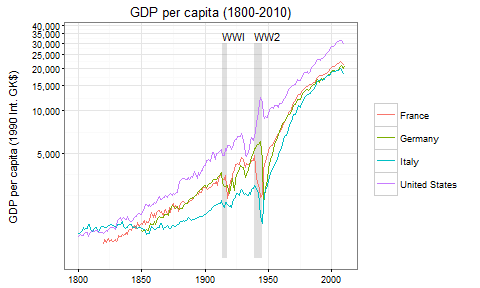 GDP per capita (1800-2010)
GDP per capita (1990 Int. GK$)
40,000
35,000
30,000
25,000
20,000
15,000
10,000
5,000
WWI
WW2
1800
1850
1900
1950
2000
France
Germany
Italy
United States